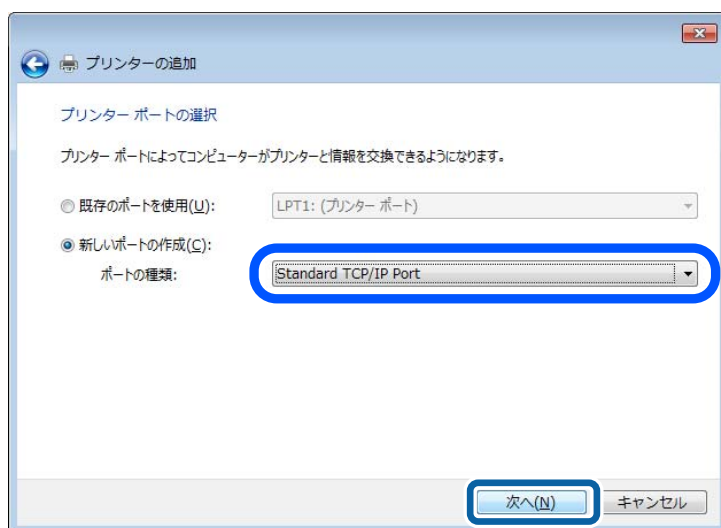 プリンターの追加
プリンター ポートの選択
プリンター ポートによってコンピューターがプリンターと情報を交換できるようになります。
既存のポートを使用(U): LPT1: (プリンター ポート)
新しいポートの作成(C):
ポートの種類: Standard TCP/IP Port
次へ(N) キャンセル